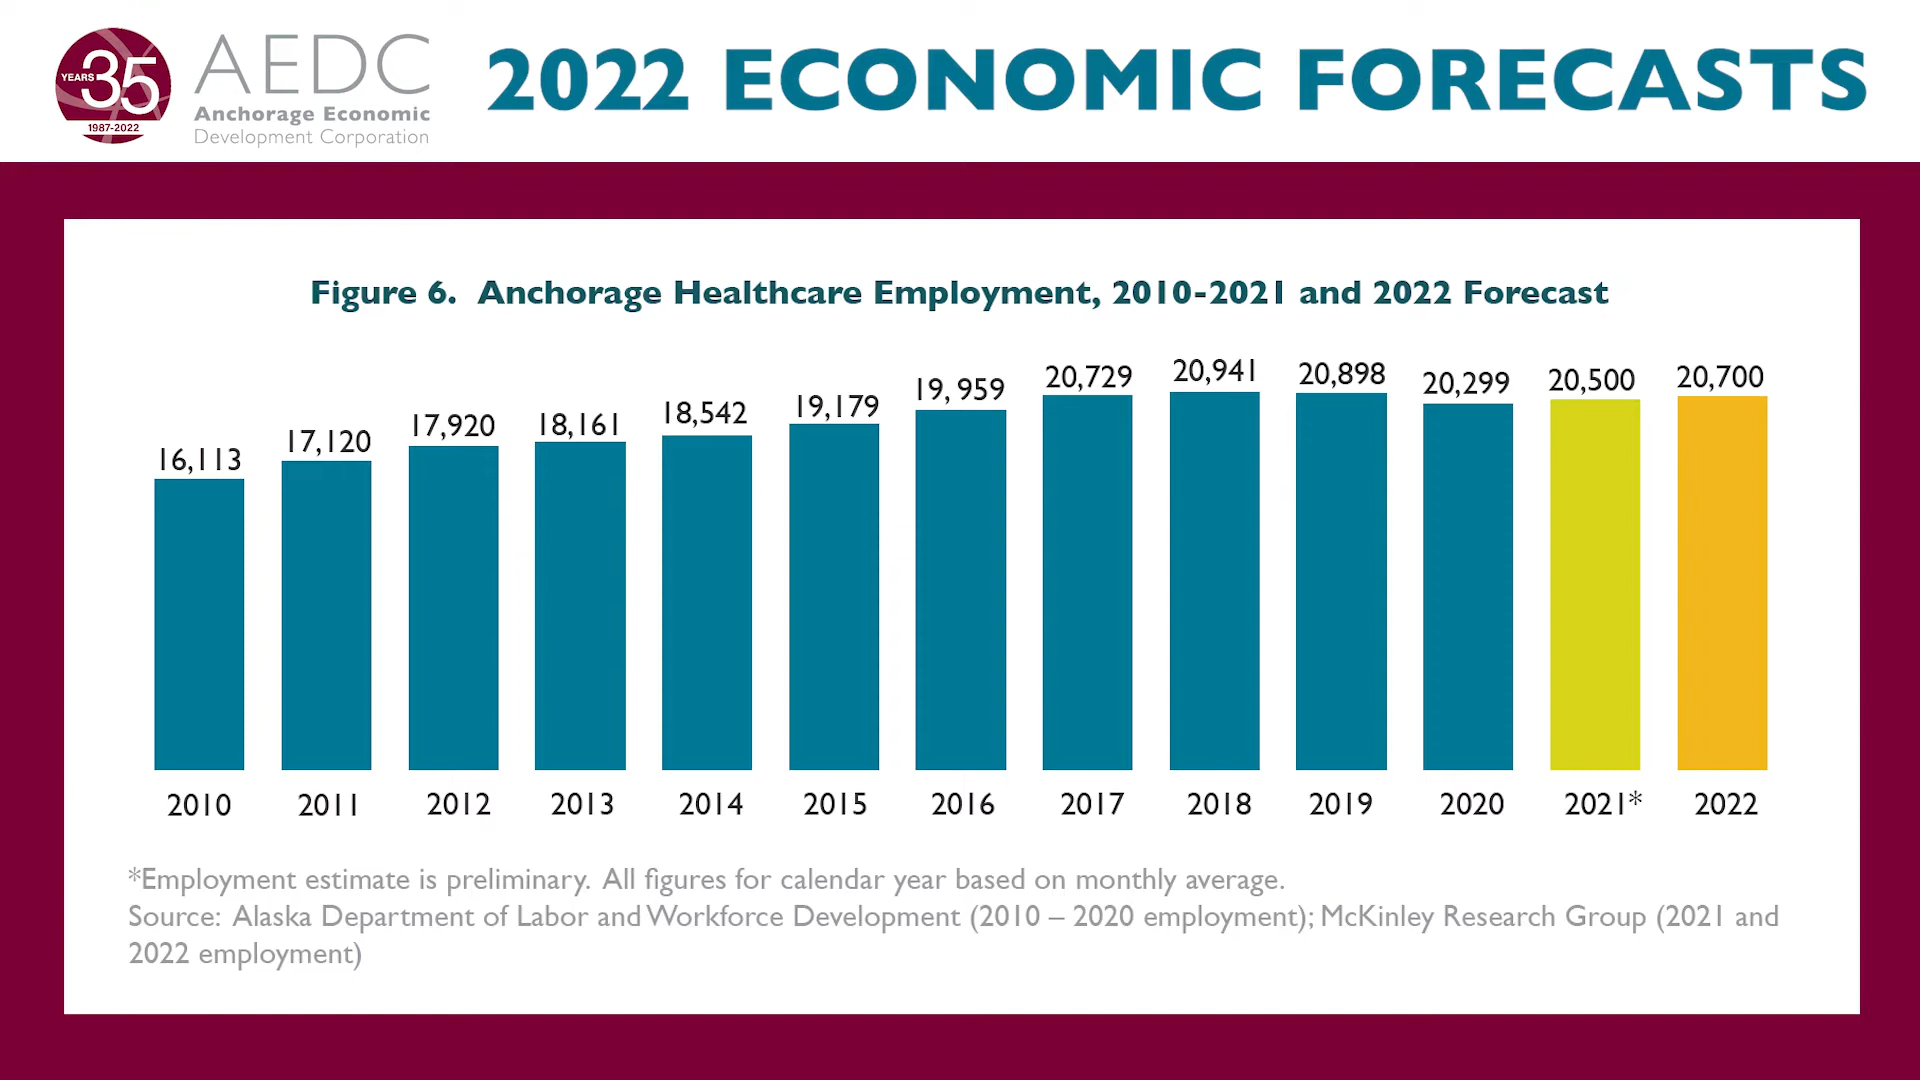 YEARS 35
1987-2022
AEDC
Anchorage Economic
Development Corporation
2022 ECONOMIC FORECASTS
Figure 6. Anchorage Healthcare Employment, 2010-2021 and 2022 Forecast
16,113 17,120 17,920 18,161 18,542 19,179 19, 959 20,729 20,941 20,898 20,299 20,500 20,700
2010 2011 2012 2013 2014 2015 2016 2017 2018 2019 2020 2021* 2022
*Employment estimate is preliminary. All figures for calendar year based on monthly average.
Source: Alaska Department of Labor and Workforce Development (2010 – 2020 employment); McKinley Research Group (2021 and
2022 employment)